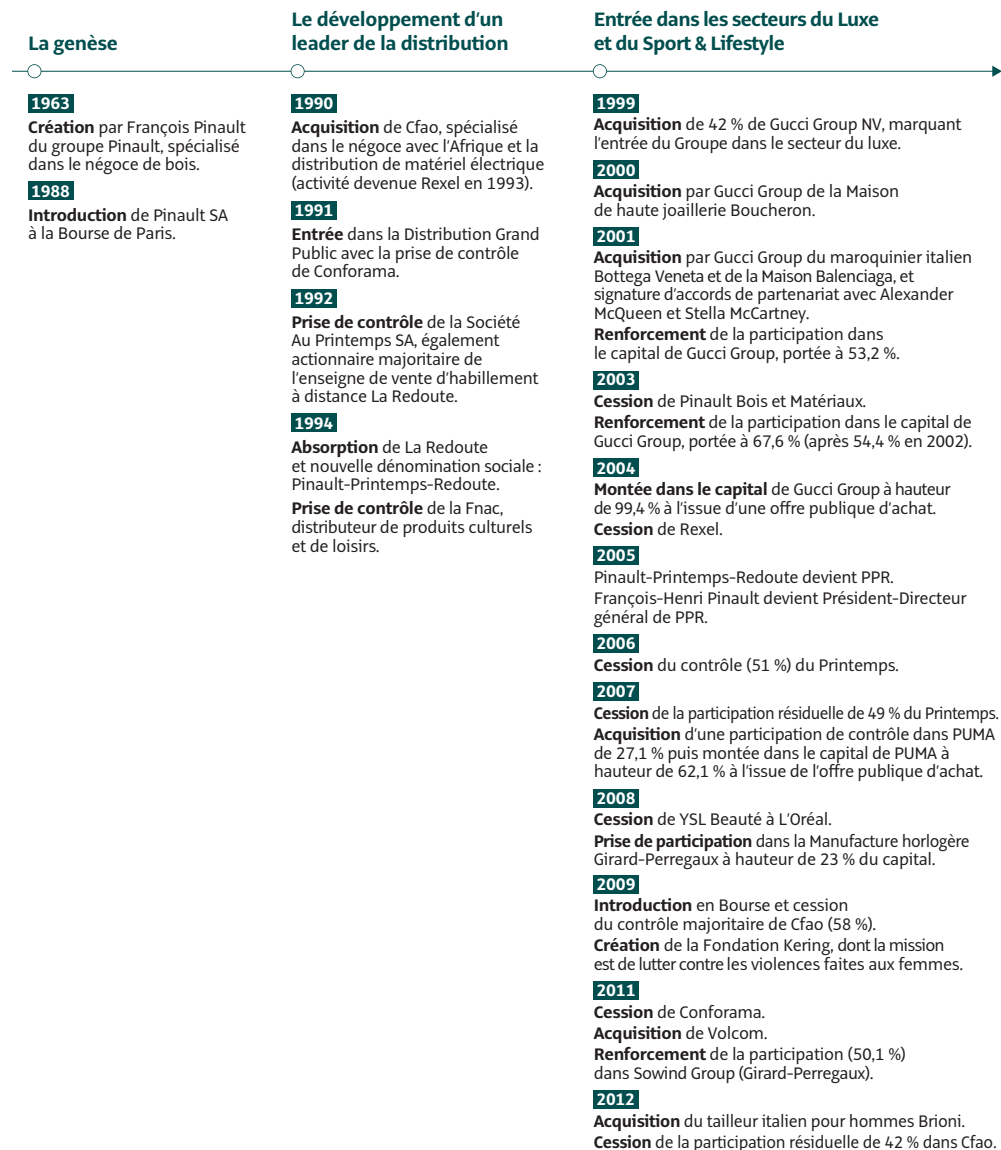 La genèse
1963
Création par François Pinault
du groupe Pinault, spécialisé
dans le négoce de bois.
1988
Introduction de Pinault SA
à la Bourse de Paris.
Le développement d'un
leader de la distribution
1990
Acquisition de Cfao, spécialisé
dans le négoce avec l'Afrique et la
distribution de matériel électrique
(activité devenue Rexel en 1993).
1991
Entrée dans la Distribution Grand
Public avec la prise de contrôle
de Conforama.
1992
Prise de contrôle de la Société
Au Printemps SA, également
actionnaire majoritaire de
l'enseigne de vente d'habillement
à distance La Redoute.
1994
Absorption de La Redoute
et nouvelle dénomination sociale :
Pinault-Printemps-Redoute.
Prise de contrôle de la Fnac,
distributeur de produits culturels
et de loisirs.
Entrée dans les secteurs du Luxe
et du Sport & Lifestyle
1999
Acquisition de 42 % de Gucci Group NV, marquant
l'entrée du Groupe dans le secteur du luxe.
2000
Acquisition par Gucci Group de la Maison
de haute joaillerie Boucheron.
2001
Acquisition par Gucci Group du maroquinier italien
Bottega Veneta et de la Maison Balenciaga, et
signature d'accords de partenariat avec Alexander
McQueen et Stella McCartney.
Renforcement de la participation dans
le capital de Gucci Group, portée à 53,2 %.
2003
Cession de Pinault Bois et Matériaux.
Renforcement de la participation dans le capital de
Gucci Group, portée à 67,6 % (après 54,4 % en 2002).
2004
Montée dans le capital de Gucci Group à hauteur
de 99,4 % à l'issue d'une offre publique d'achat.
Cession de Rexel.
2005
Pinault-Printemps-Redoute devient PPR.
François-Henri Pinault devient Président-Directeur
général de PPR.
2006
Cession du contrôle (51 %) du Printemps.
2007
Cession de la participation résiduelle de 49 % du Printemps.
Acquisition d'une participation de contrôle dans PUMA
de 27,1 % puis montée dans le capital de PUMA à
hauteur de 62,1 % à l'issue de l'offre publique d'achat.
2008
Cession de YSL Beauté à L'Oréal.
Prise de participation dans la Manufacture horlogère
Girard-Perregaux à hauteur de 23 % du capital.
2009
Introduction en Bourse et cession
du contrôle majoritaire de Cfao (58 %).
Création de la Fondation Kering, dont la mission
est de lutter contre les violences faites aux femmes.
2011
Cession de Conforama.
Acquisition de Volcom.
Renforcement de la participation (50,1 %)
dans Sowind Group (Girard-Perregaux).
2012
Acquisition du tailleur italien pour hommes Brioni.
Cession de la participation résiduelle de 42 % dans Cfao.